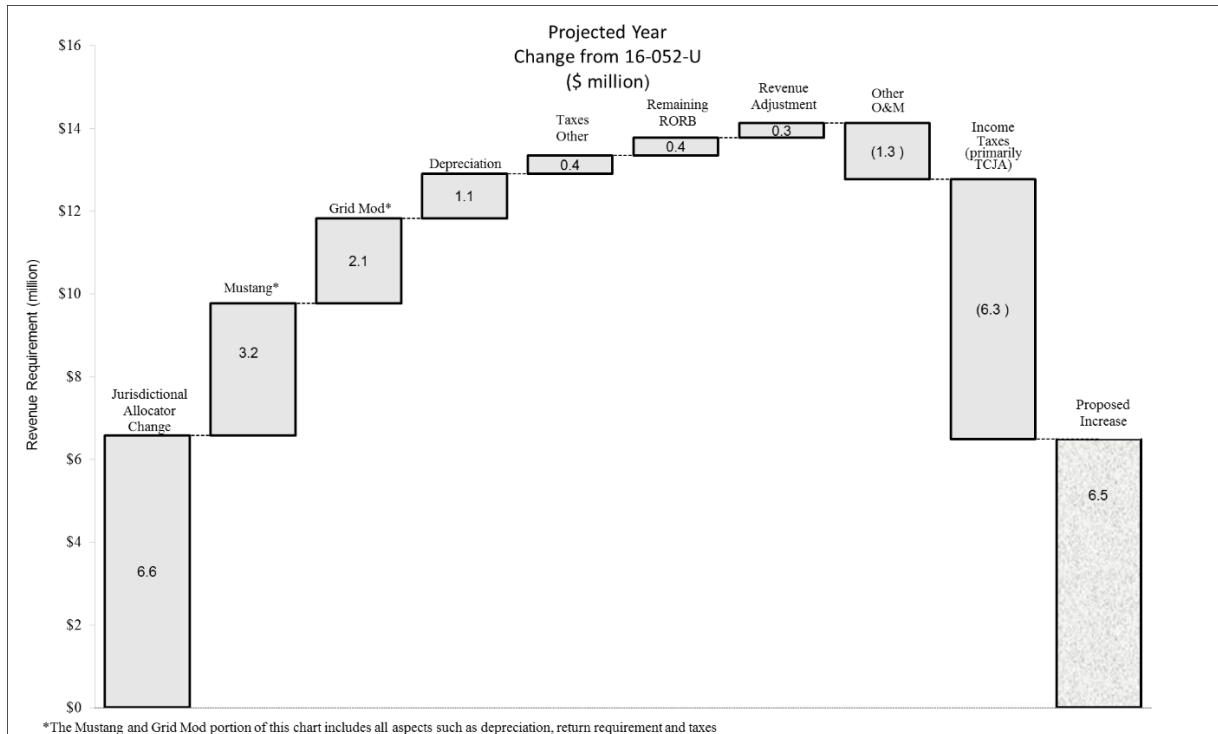 Projected Year
Change from 16-052-U
($ million)
Revenue Requirement (million)
$16
$14
$12
$10
$8
$6
$4
$2
$0
Jurisdictional
Allocator
Change
6.6
Mustang*
3.2
Grid Mod*
2.1
Depreciation
1.1
Taxes
Other
0.4
Remaining
RORB
0.4
Revenue
Adjustment
0.3
Other
O&M
(1.3 )
Income
Taxes
(primarily
TCJA)
(6.3 )
Proposed
Increase
6.5
*The Mustang and Grid Mod portion of this chart includes all aspects such as depreciation, return requirement and taxes